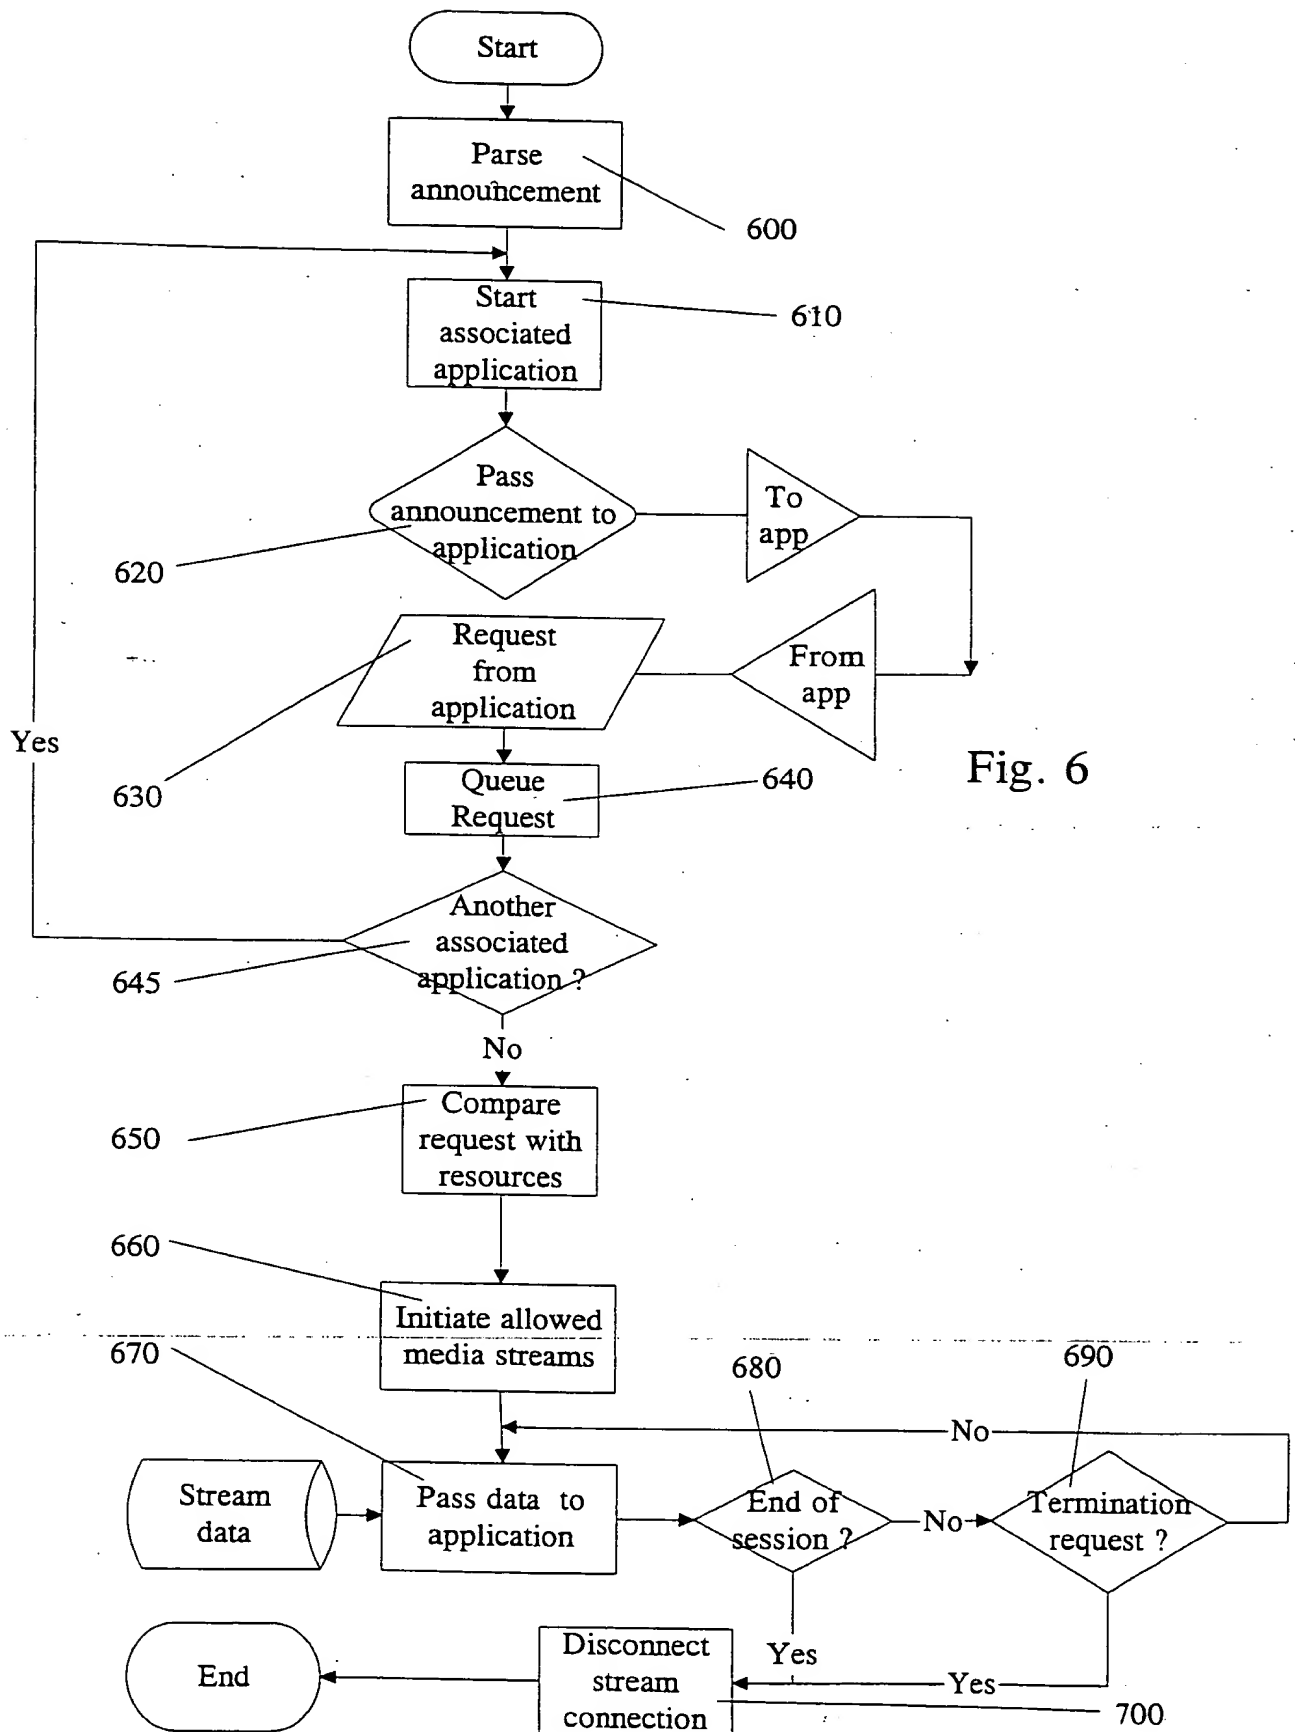 Start
Parse
announcement
600
Start
associated
application
610
Pass
announcement to
application
620
To
app
From
app
Request
from
application
630
Yes
Fig. 6
Queue
Request
640
Another
associated
application ?
645
No
Compare
request with
resources
650
660
Initiate allowed
media streams
670
680
690
No
Stream
data
Pass data to
application
End of
session ?
No
Termination
request ?
Yes
Yes
Disconnect
stream
connection
700
End